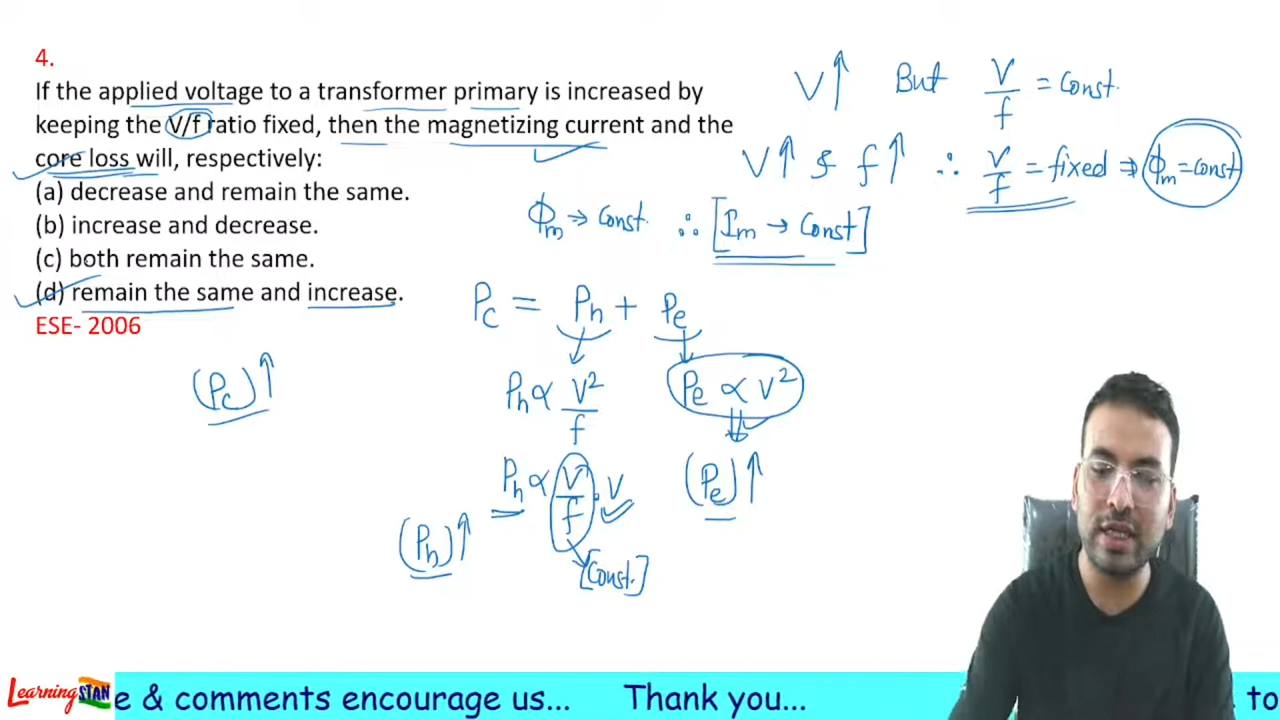 4.
If the applied voltage to a transformer primary is increased by
keeping the V/f ratio fixed, then the magnetizing current and the
core loss will, respectively:
(a) decrease and remain the same.
(b) increase and decrease.
(c) both remain the same.
(d) remain the same and increase.
ESE- 2006
V↑ But V/f = Const.
V↑ & f↑ ∴ V/f = fixed ⇒ ϕm = Const
ϕm ⇒ Const. ∴ [Im → Const]
Pc = Ph + Pe
Ph ∝ V²/f
Pe ∝ V²
Ph ∝ V/f . V
(Pe)↑
(Ph)↑
[Const.]
(Pc)↑
LearningSTAN
e & comments encourage us... Thank you... to